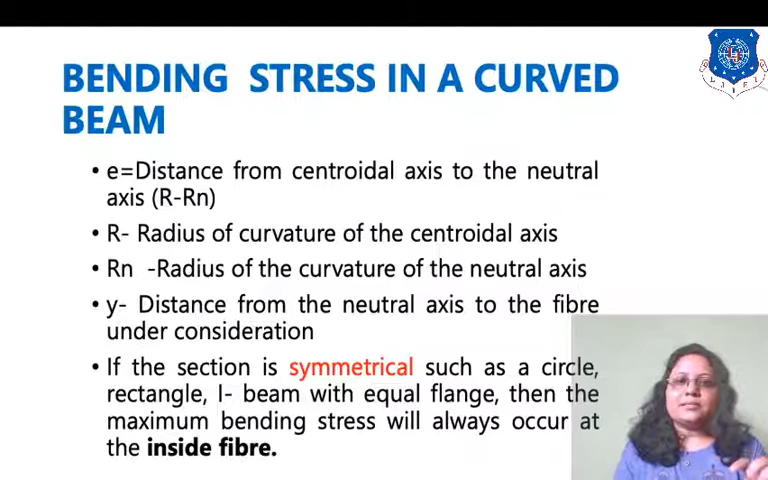 BENDING STRESS IN A CURVED
BEAM
• e=Distance from centroidal axis to the neutral
axis (R-Rn)
• R- Radius of curvature of the centroidal axis
• Rn -Radius of the curvature of the neutral axis
• y- Distance from the neutral axis to the fibre
under consideration
• If the section is symmetrical such as a circle,
rectangle, I- beam with equal flange, then the
maximum bending stress will always occur at
the inside fibre.